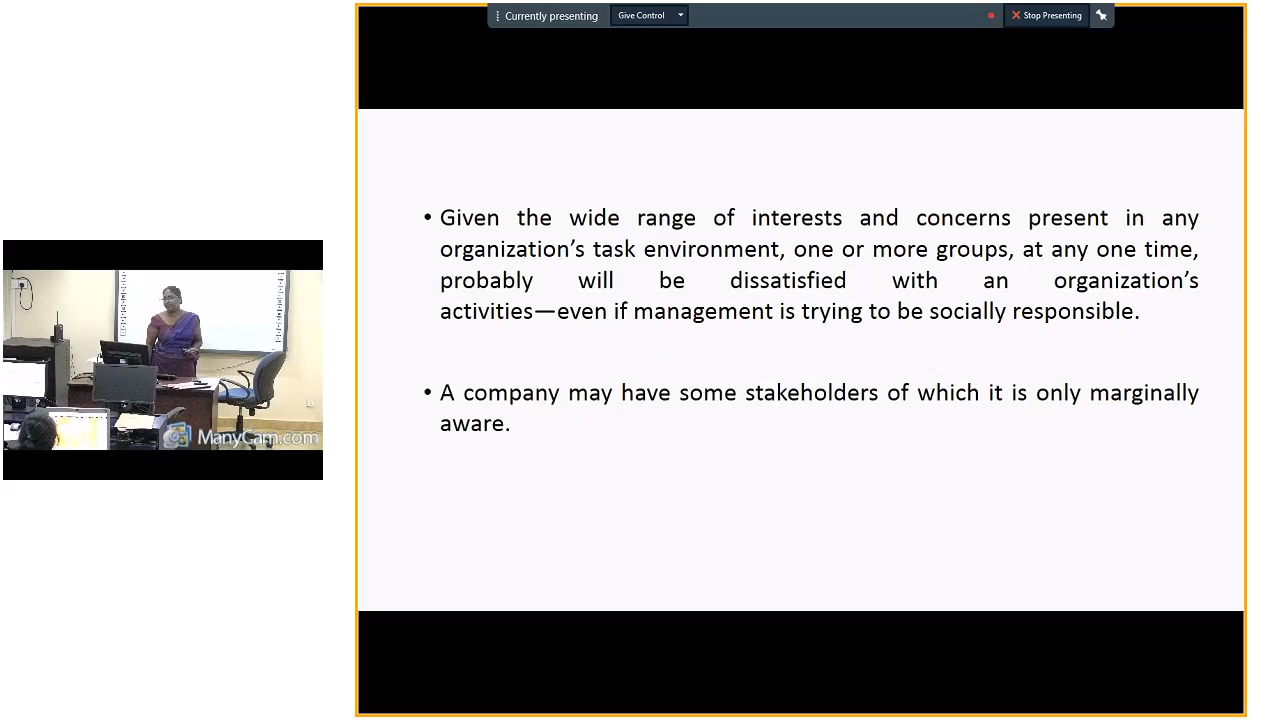 Currently presenting
Give Control
Stop Presenting
• Given the wide range of interests and concerns present in any
organization’s task environment, one or more groups, at any one time,
probably will be dissatisfied with an organization’s
activities—even if management is trying to be socially responsible.
• A company may have some stakeholders of which it is only marginally
aware.
ManyCam.com